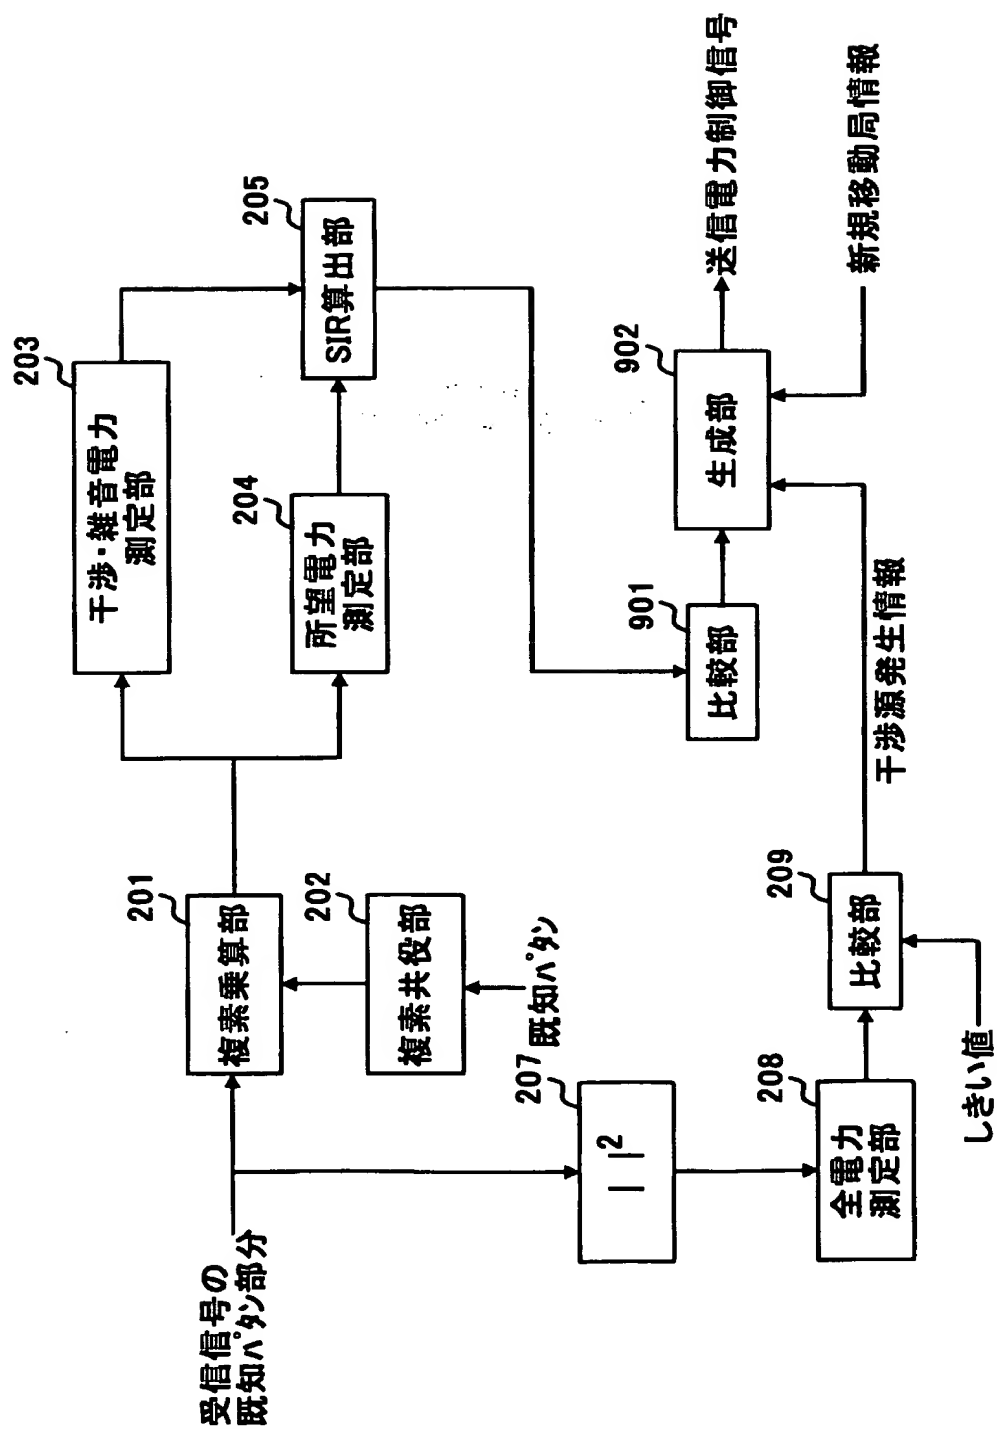 受信信号の
既知ﾊﾟﾀﾝ部分
201
複素乗算部
202
複素共役部
既知ﾊﾟﾀﾝ
203
干渉・雑音電力
測定部
204
所望電力
測定部
205
SIR算出部
207
| |2
208
全電力
測定部
209
比較部
しきい値
干渉源発生情報
901
比較部
902
生成部
送信電力制御信号
新規移動局情報